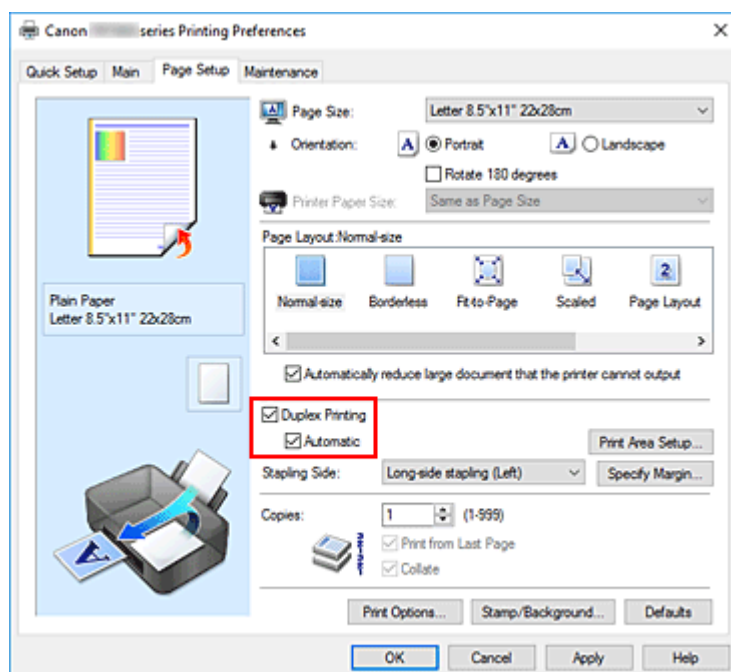 Canon series Printing Preferences
Quick Setup Main Page Setup Maintenance
Page Size: Letter 8.5"x11" 22x28cm
Orientation: A Portrait A Landscape
Rotate 180 degrees
Printer Paper Size: Same as Page Size
Page Layout:Normal-size
2
Normal-size Borderless Fit-to-Page Scaled Page Layout
Plain Paper
Letter 8.5"x11" 22x28cm
Automatically reduce large document that the printer cannot output
Duplex Printing
Automatic
Print Area Setup...
Stapling Side: Long-side stapling (Left) Specify Margin...
Copies: 1 (1-999)
Print from Last Page
Collate
A
Print Options... Stamp/Background... Defaults
OK Cancel Apply Help